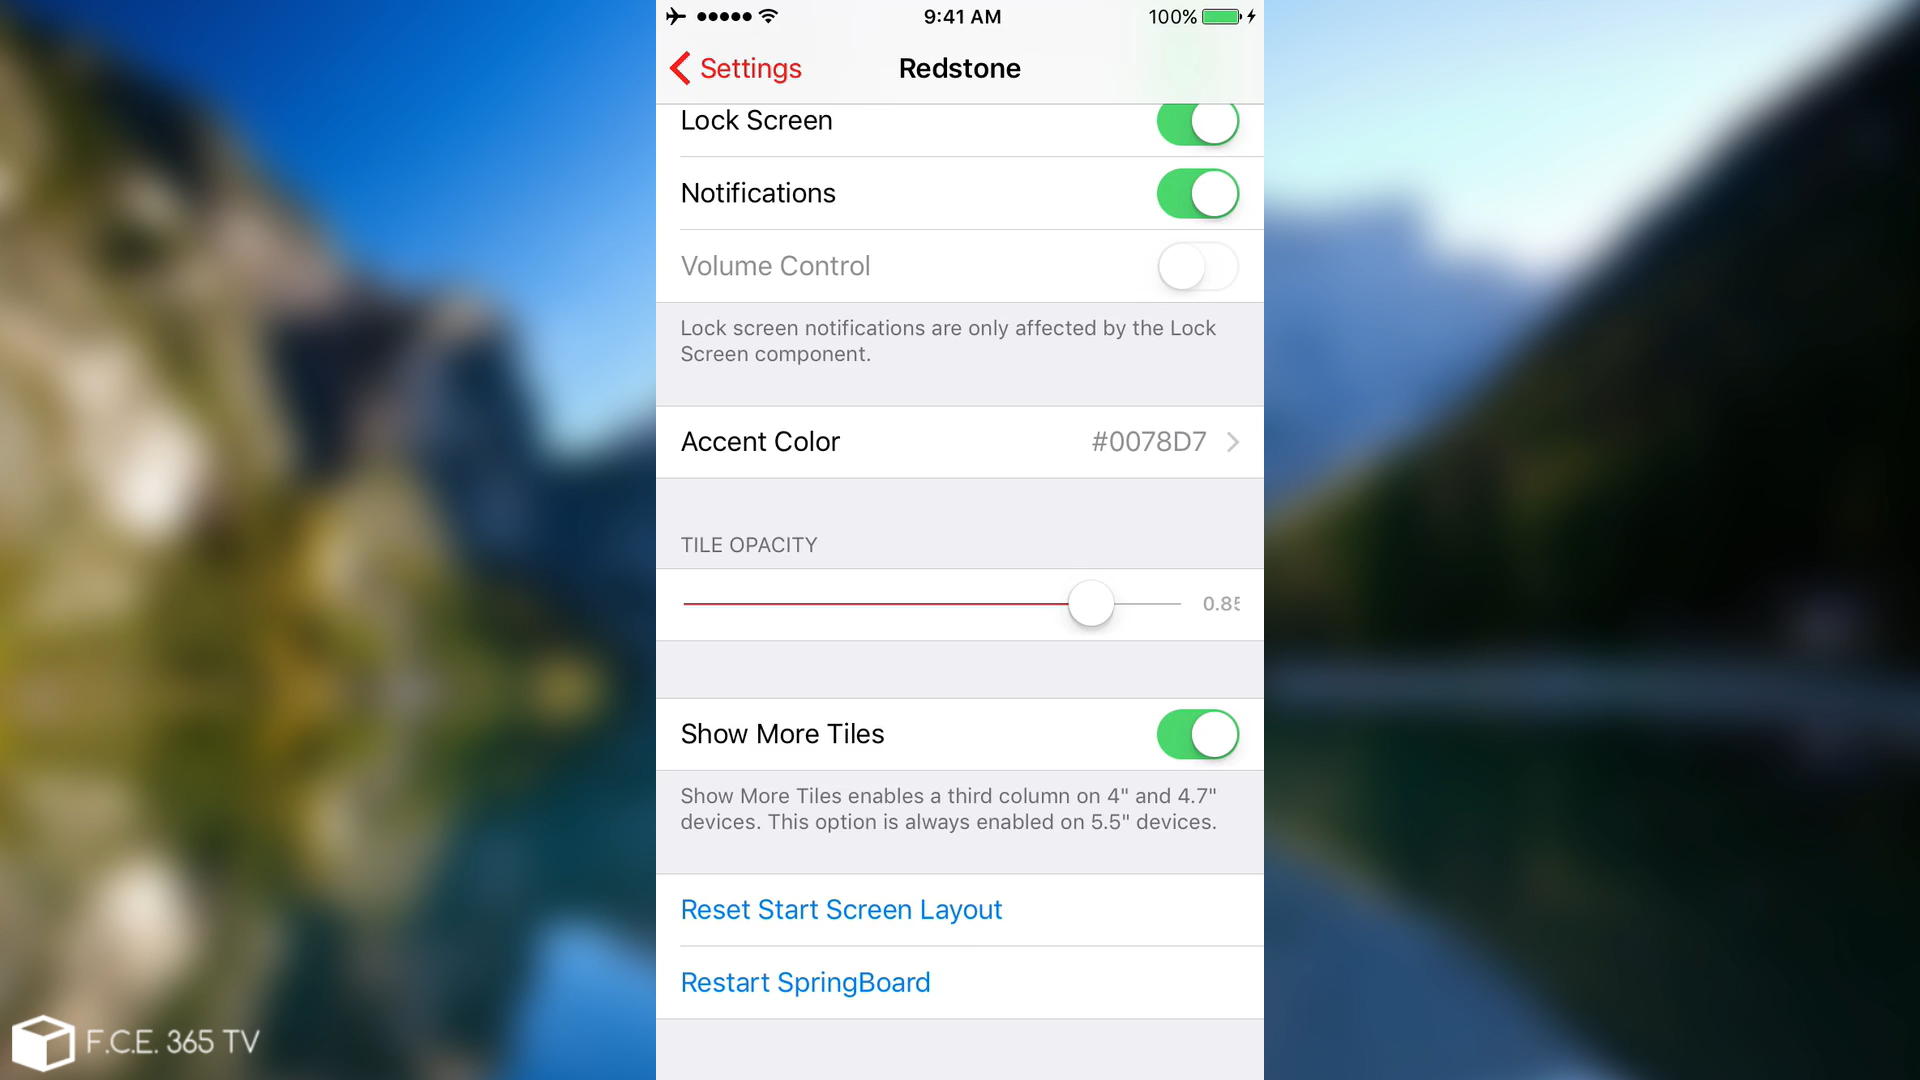 9:41 AM
100%
Settings
Redstone
Lock Screen
Notifications
Volume Control
Lock screen notifications are only affected by the Lock
Screen component.
Accent Color
#0078D7
TILE OPACITY
0.85
Show More Tiles
Show More Tiles enables a third column on 4" and 4.7"
devices. This option is always enabled on 5.5" devices.
Reset Start Screen Layout
Restart SpringBoard
F.C.E. 365 TV